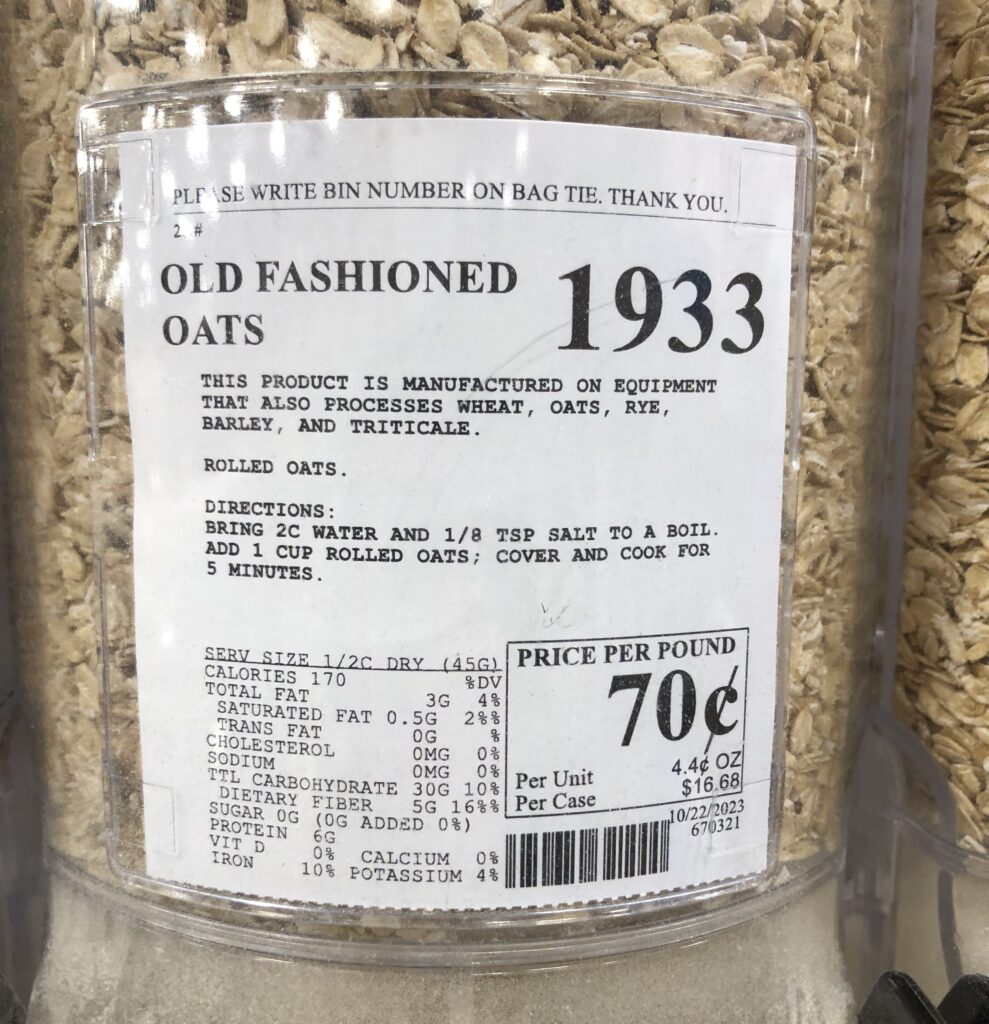 PLEASE WRITE BIN NUMBER ON BAG TIE. THANK YOU.
#
OLD FASHIONED
OATS
1933
THIS PRODUCT IS MANUFACTURED ON EQUIPMENT
THAT ALSO PROCESSES WHEAT, OATS, RYE,
BARLEY, AND TRITICALE.
ROLLED OATS.
DIRECTIONS:
BRING 2C WATER AND 1/8 TSP SALT TO A BOIL.
ADD 1 CUP ROLLED OATS; COVER AND COOK FOR
5 MINUTES.
SERV SIZE 1/2C DRY (45G)
CALORIES 170 %DV
TOTAL FAT 3G 4%
SATURATED FAT 0.5G 2%%
TRANS FAT 0G %
CHOLESTEROL 0MG 0%
SODIUM 0MG 0%
TTL CARBOHYDRATE 30G 10%
DIETARY FIBER 5G 16%%
SUGAR 0G (0G ADDED 0%)
PROTEIN 6G
VIT D 0% CALCIUM 0%
IRON 10% POTASSIUM 4%
PRICE PER POUND
70¢
Per Unit 4.4¢ OZ
Per Case $16.68
10/22/2023
670321